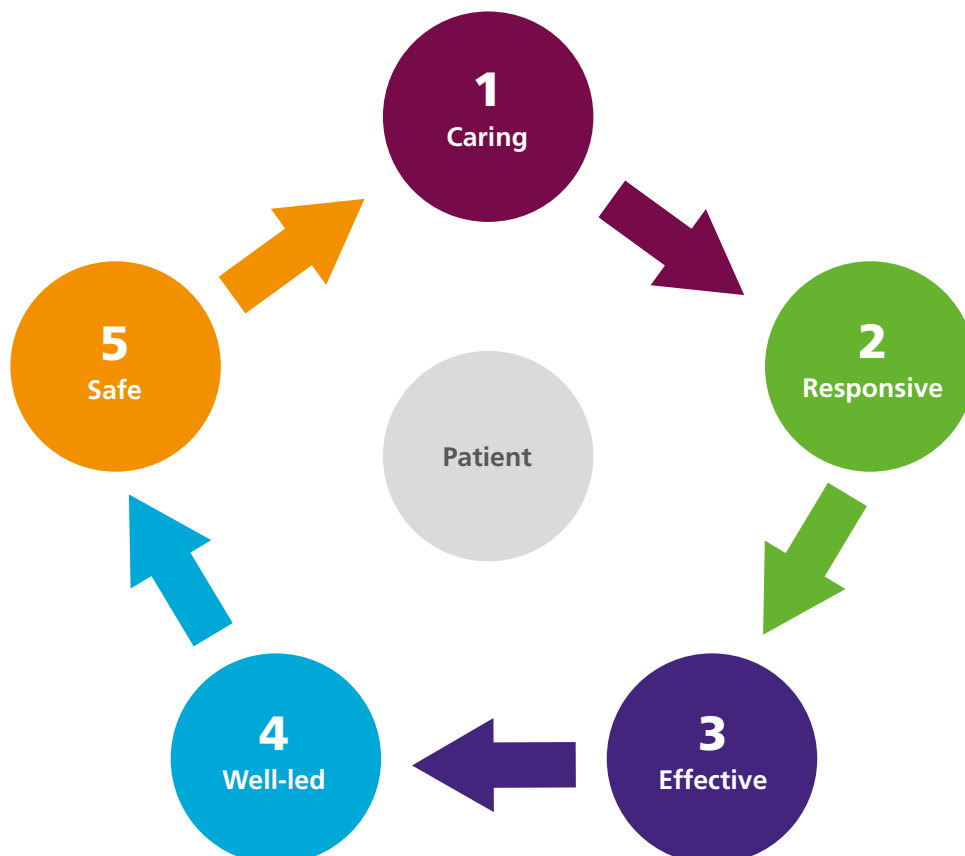 1
Caring
2
Responsive
3
Effective
4
Well-led
5
Safe
Patient